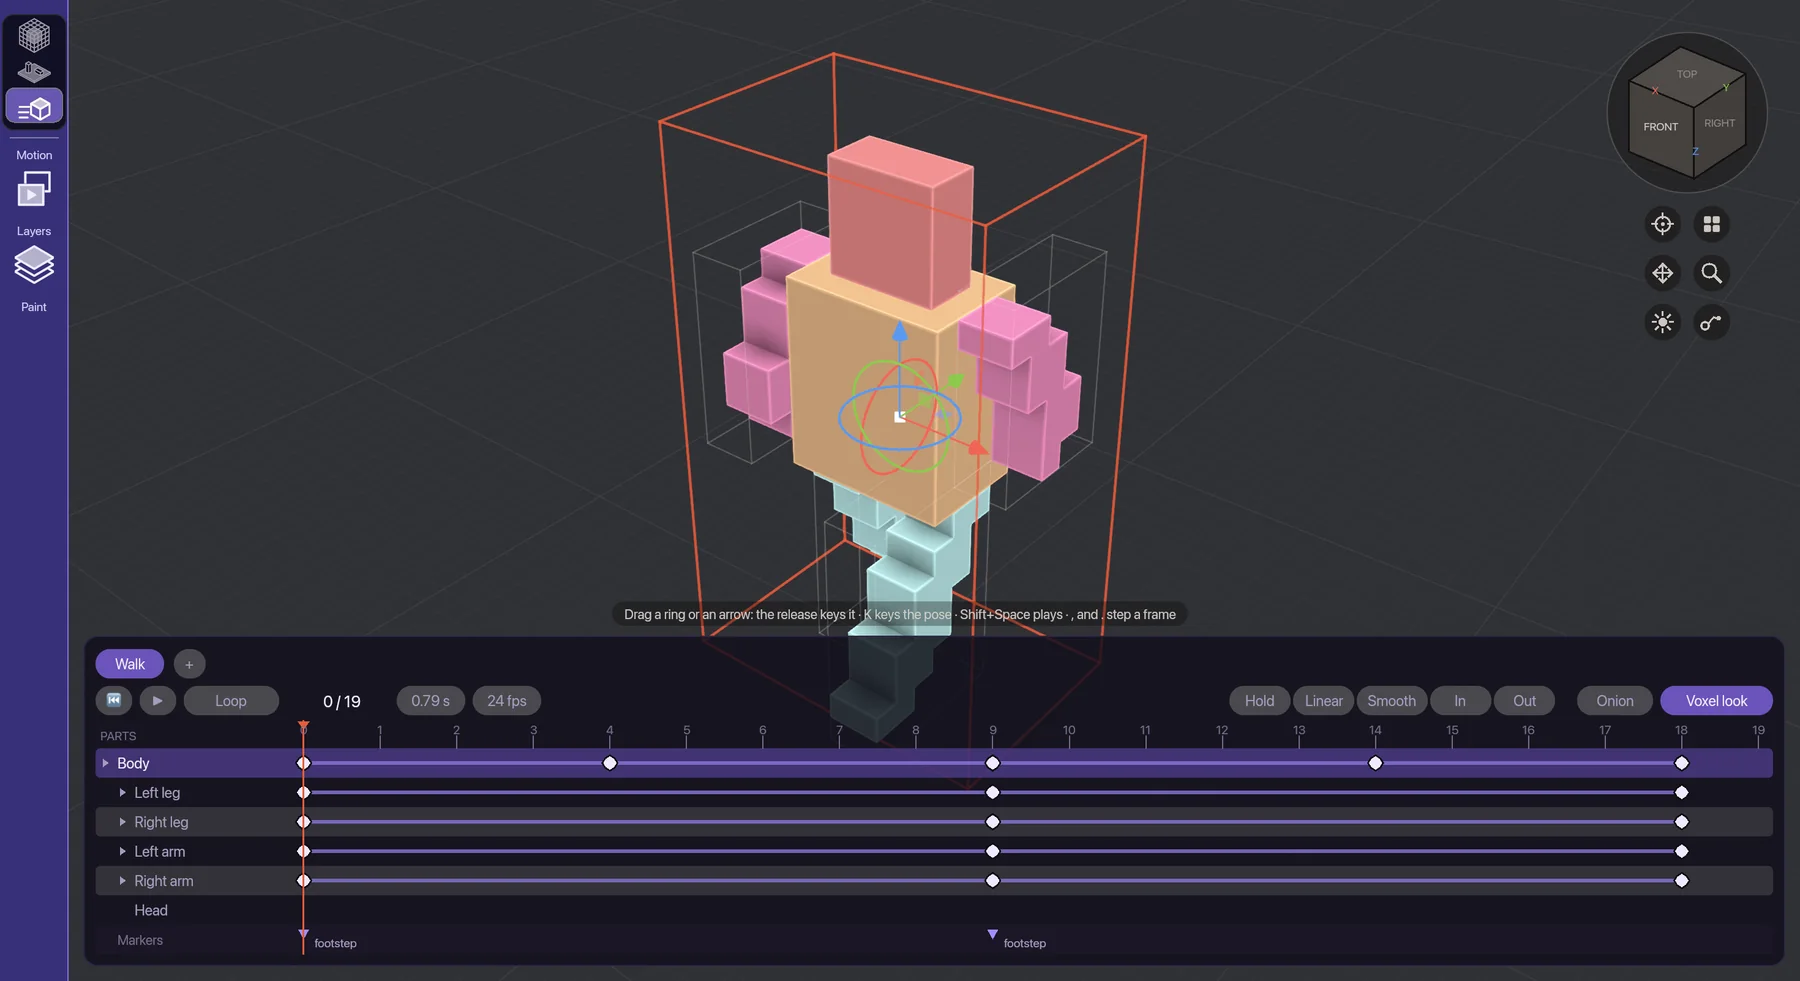 TOP
X
Y
FRONT
RIGHT
Z
Motion
Layers
Paint
Drag a ring or an arrow: the release keys it · K keys the pose · Shift+Space plays · , and . step a frame
Walk
+
Loop
0 / 19
0.79 s
24 fps
Hold
Linear
Smooth
In
Out
Onion
Voxel look
PARTS
0 1 2 3 4 5 6 7 8 9 10 11 12 13 14 15 16 17 18 19
Body
Left leg
Right leg
Left arm
Right arm
Head
Markers
footstep
footstep